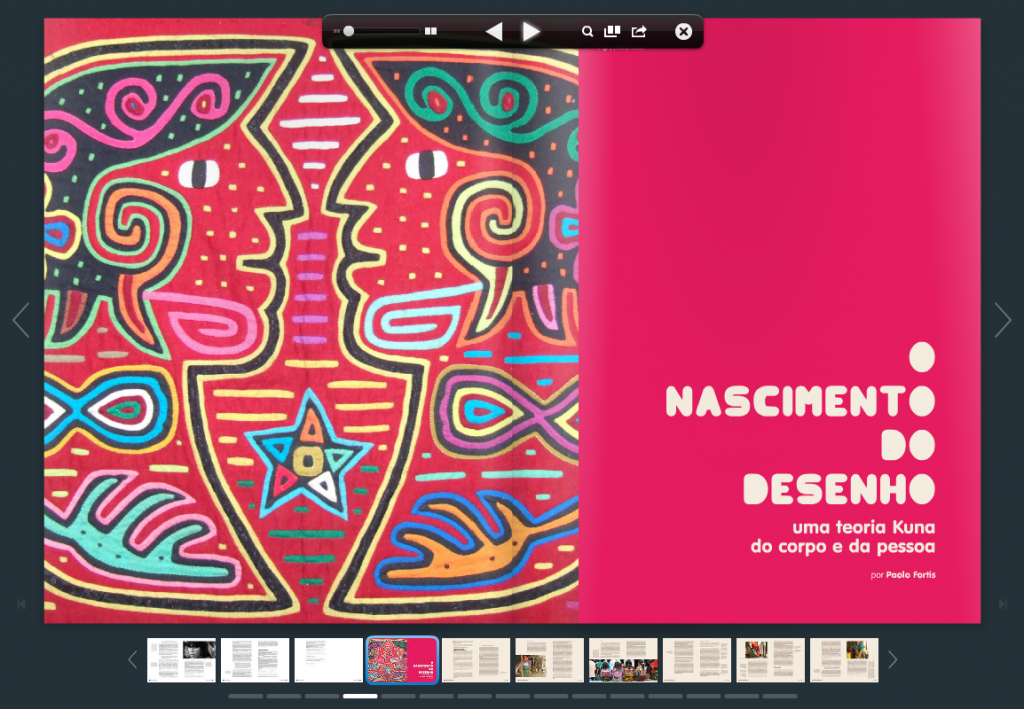 O
NASCIMENTO
DO
DESENHO
uma teoria Kuna
do corpo e da pessoa
por Paolo Fortis